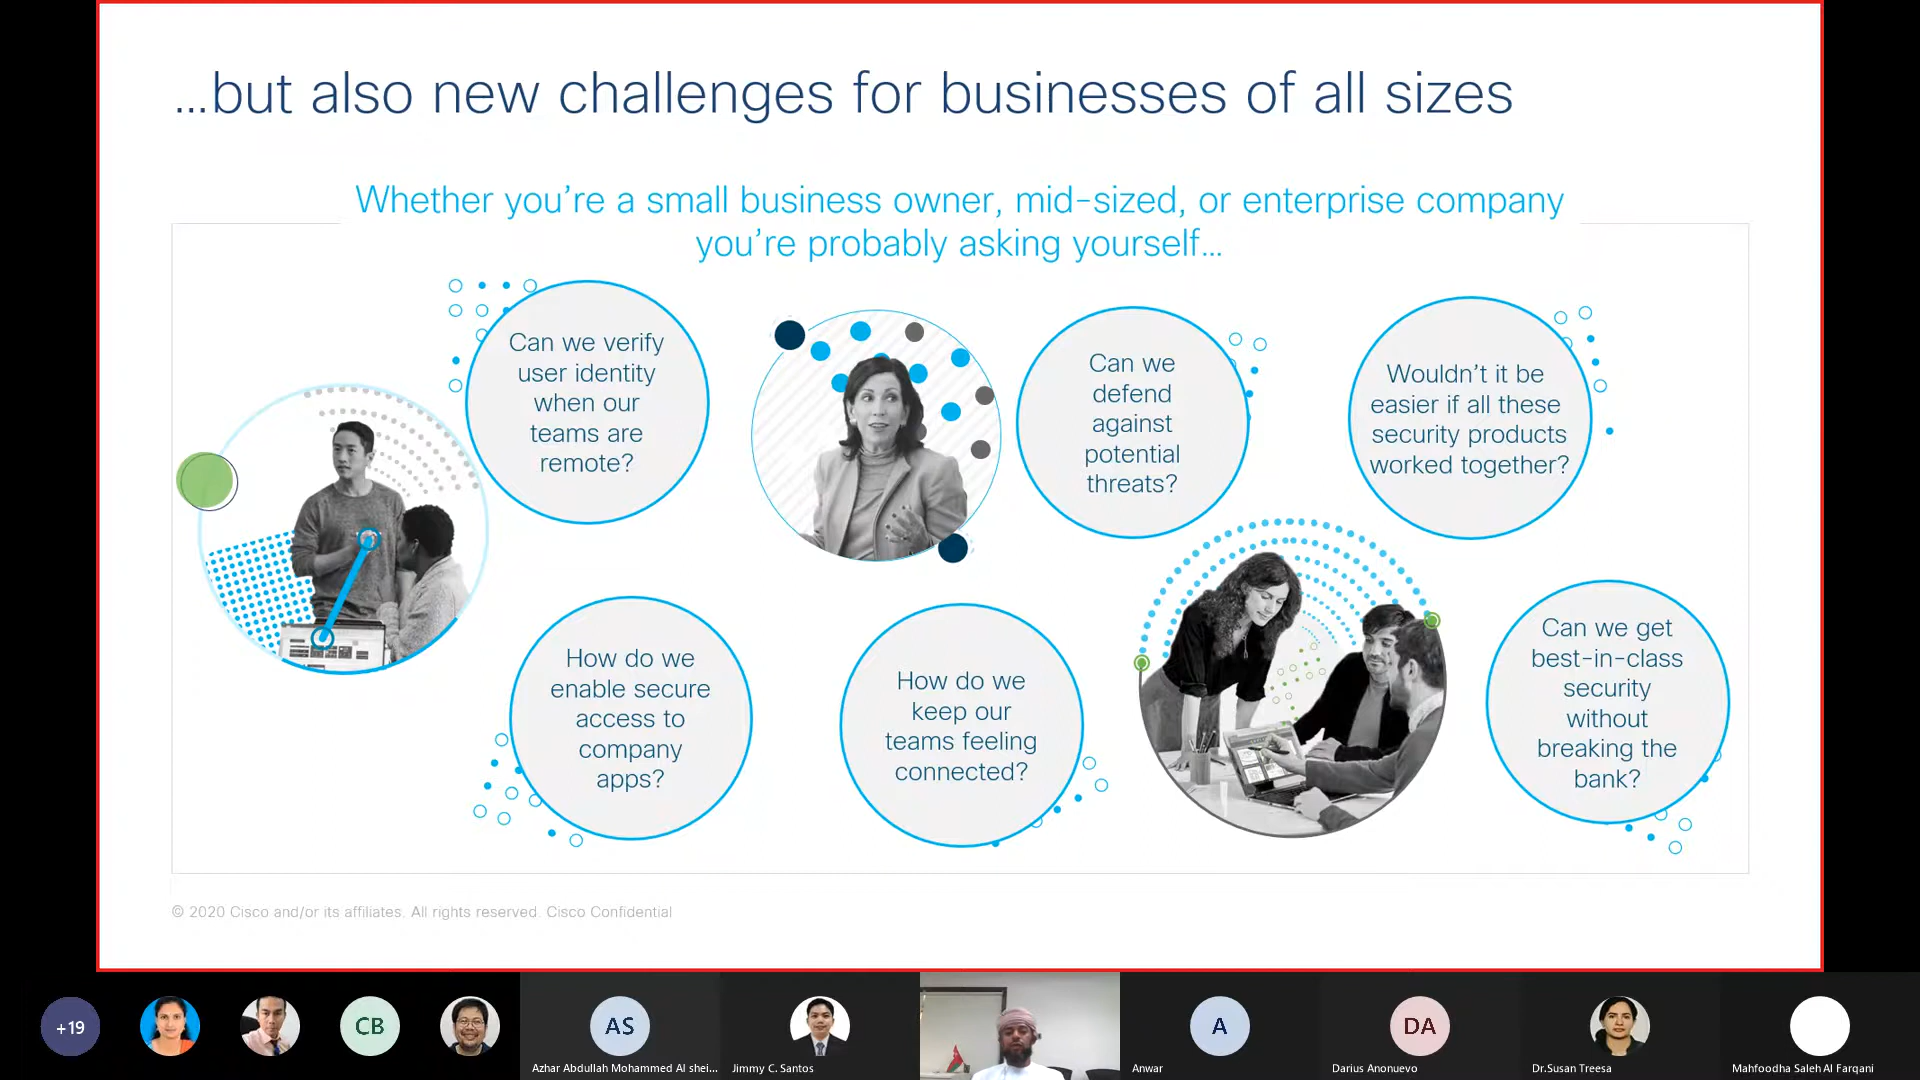 ...but also new challenges for businesses of all sizes
Whether you're a small business owner, mid-sized, or enterprise company
you're probably asking yourself...
Can we verify
user identity
when our
teams are
remote?
Can we
defend
against
potential
threats?
Wouldn't it be
easier if all these
security products
worked together?
How do we
enable secure
access to
company
apps?
How do we
keep our
teams feeling
connected?
Can we get
best-in-class
security
without
breaking the
bank?
© 2020 Cisco and/or its affiliates. All rights reserved. Cisco Confidential
+19
CB
AS
A
DA
Azhar Abdullah Mohammed Al shei...
Jimmy C. Santos
Anwar
Darius Anonuevo
Dr.Susan Treesa
Mahfoodha Saleh Al Farqani